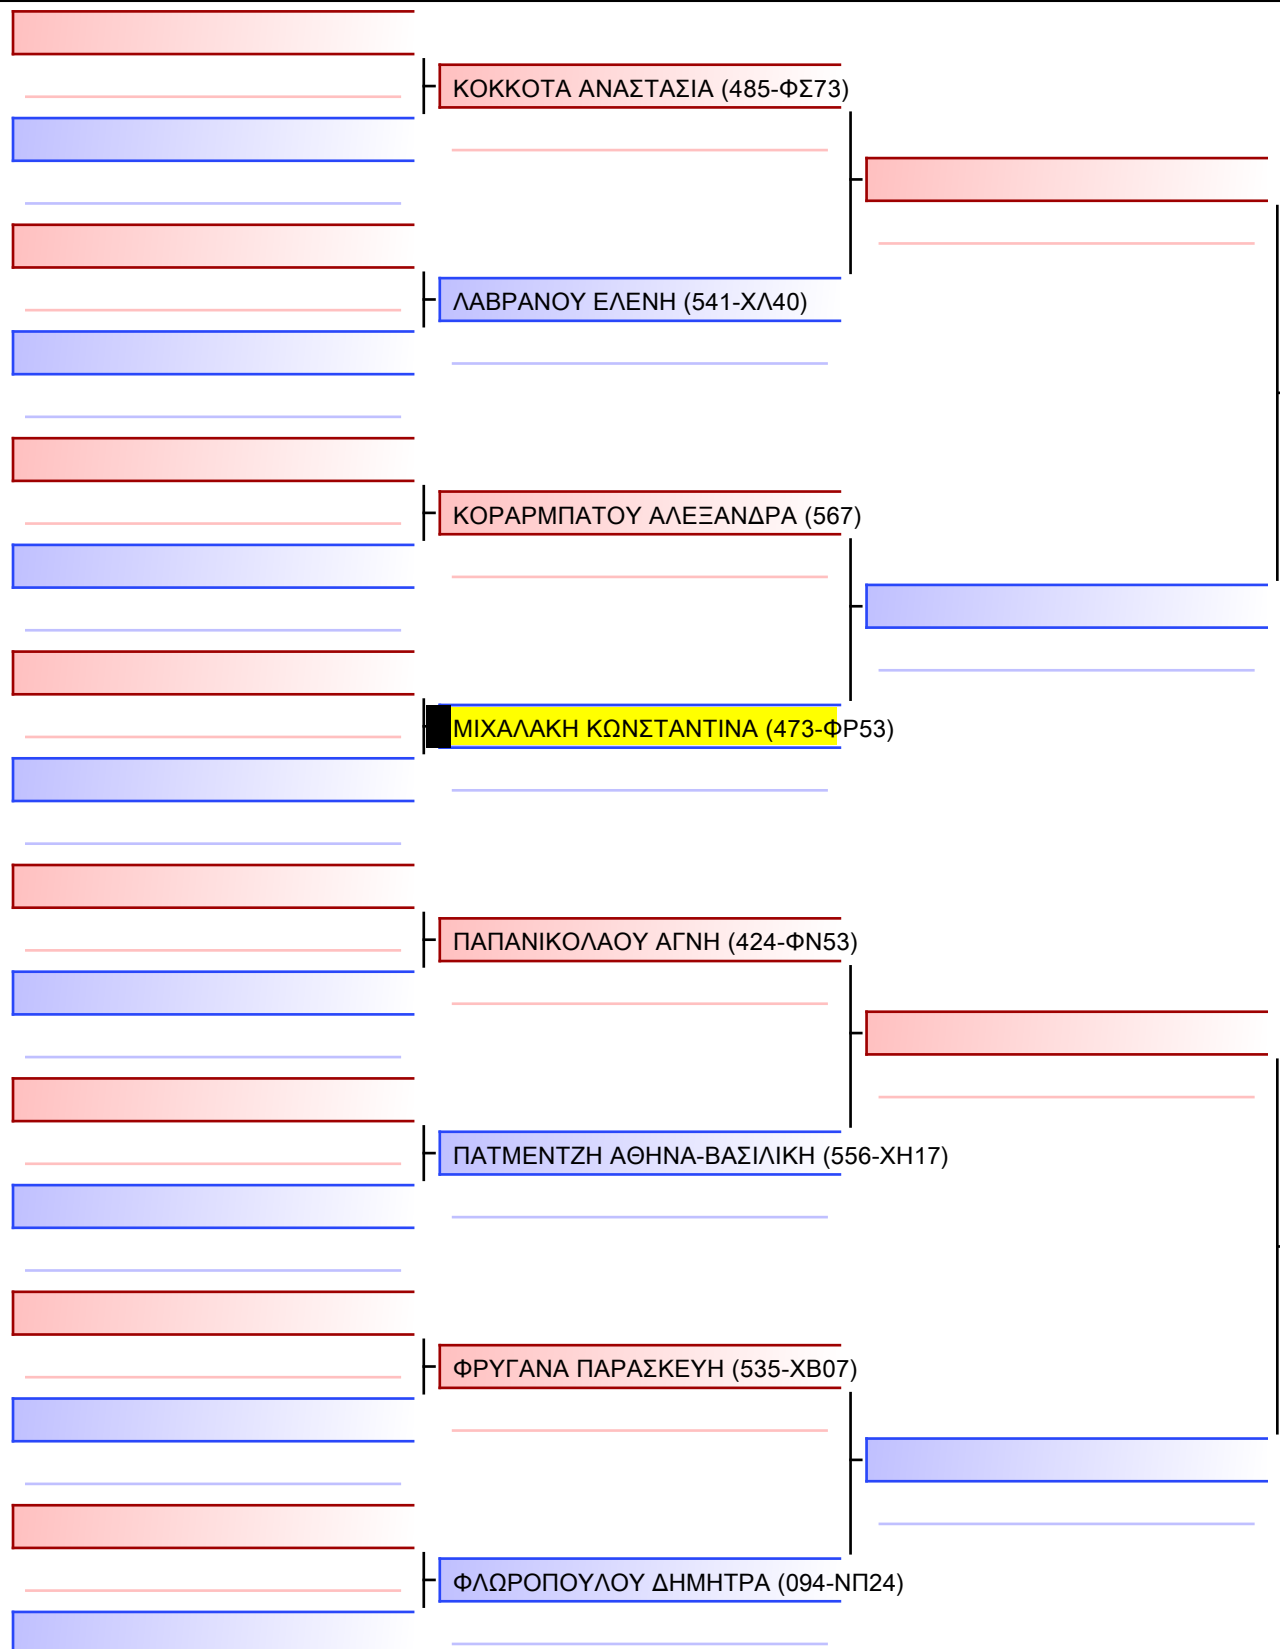 ΚΟΚΚΟΤΑ ΑΝΑΣΤΑΣΙΑ (485-ΦΣ73)
ΛΑΒΡΑΝΟΥ ΕΛΕΝΗ (541-ΧΛ40)
ΚΟΡΑΡΜΠΑΤΟΥ ΑΛΕΞΑΝΔΡΑ (567)
ΜΙΧΑΛΑΚΗ ΚΩΝΣΤΑΝΤΙΝΑ (473-ΦΡ53)
ΠΑΠΑΝΙΚΟΛΑΟΥ ΑΓΝΗ (424-ΦΝ53)
ΠΑΤΜΕΝΤΖΗ ΑΘΗΝΑ-ΒΑΣΙΛΙΚΗ (556-ΧΗ17)
ΦΡΥΓΑΝΑ ΠΑΡΑΣΚΕΥΗ (535-ΧΒ07)
ΦΛΩΡΟΠΟΥΛΟΥ ΔΗΜΗΤΡΑ (094-ΝΠ24)